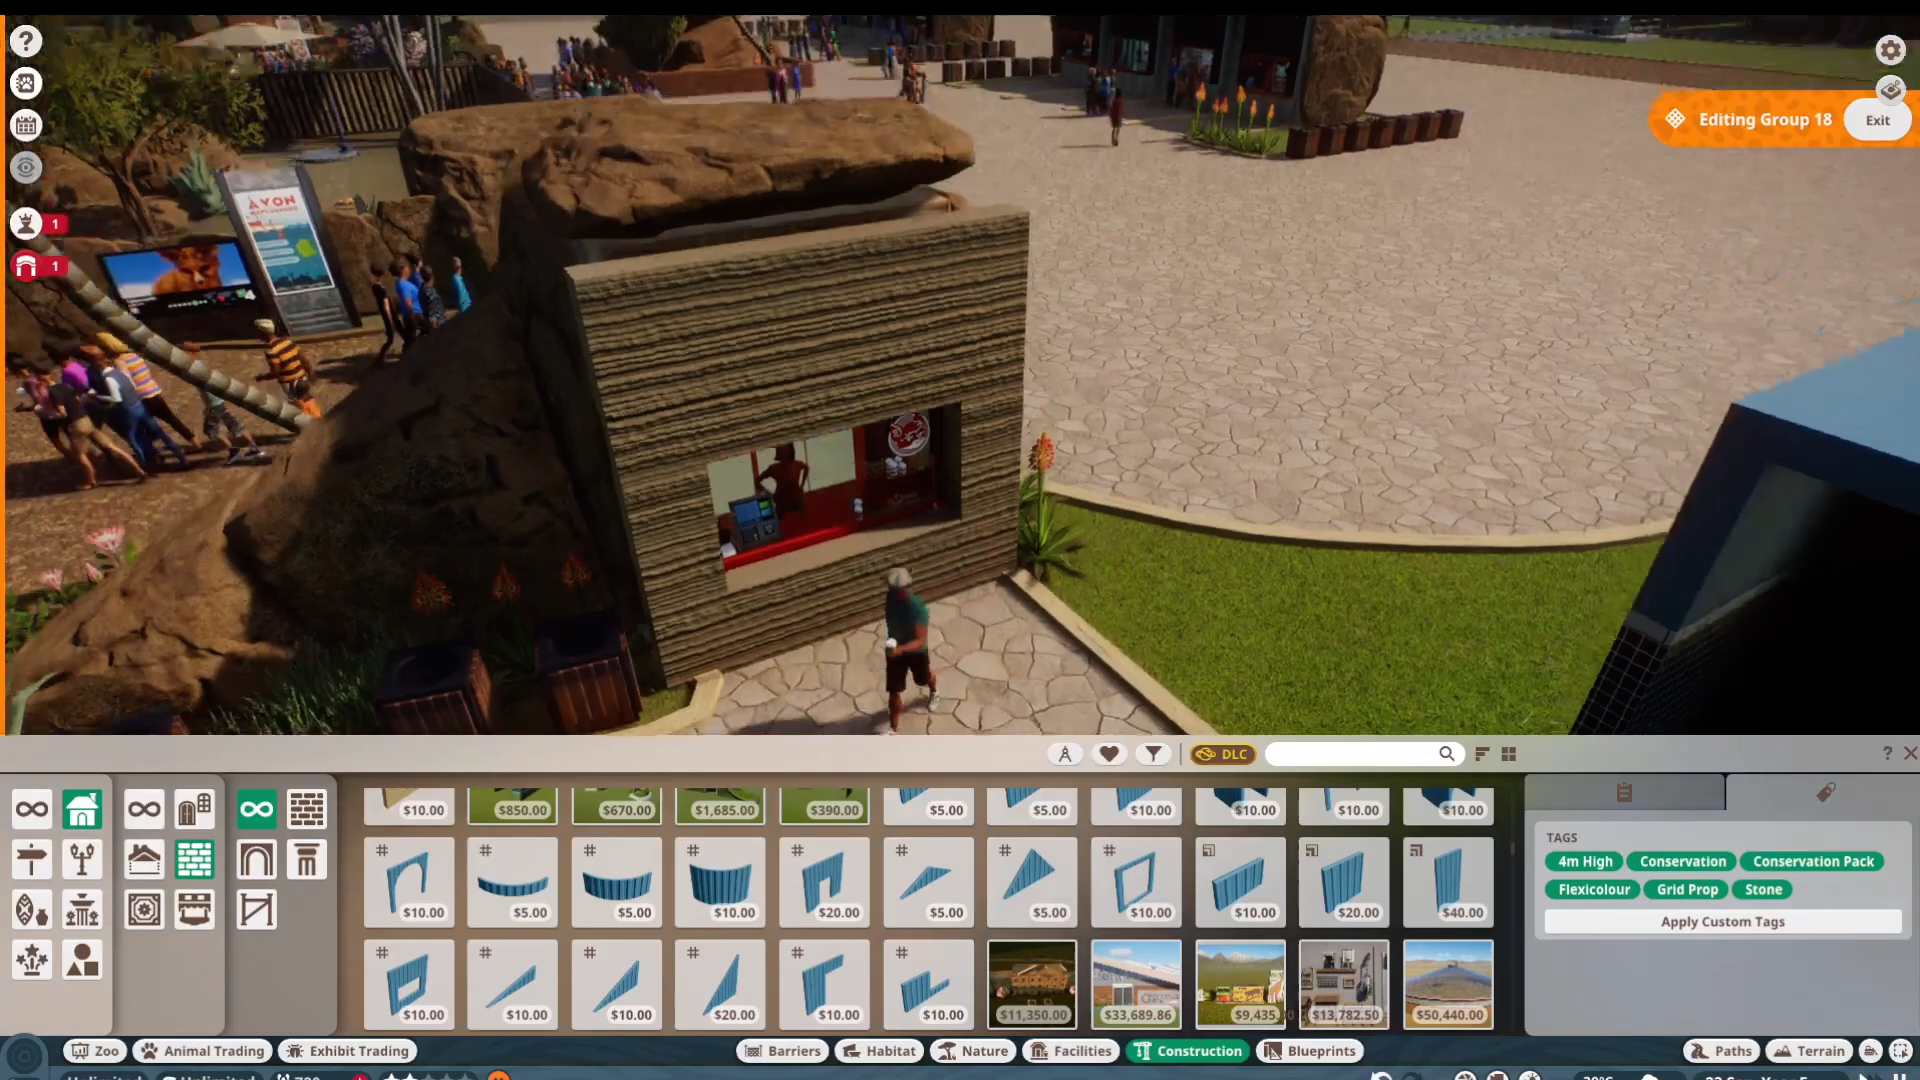 Editing Group 18
Exit
AVON
1
1
DLC
$10.00 $850.00 $670.00 $1,685.00 $390.00 $5.00 $5.00 $10.00 $10.00 $10.00 $10.00
$10.00 $5.00 $5.00 $10.00 $20.00 $5.00 $5.00 $10.00 $10.00 $20.00 $40.00
$10.00 $10.00 $10.00 $20.00 $10.00 $10.00 $11,350.00 $33,689.86 $9,435. $13,782.50 $50,440.00
TAGS
4m High Conservation Conservation Pack
Flexicolour Grid Prop Stone
Apply Custom Tags
Zoo Animal Trading Exhibit Trading Barriers Habitat Nature Facilities Construction Blueprints Paths Terrain